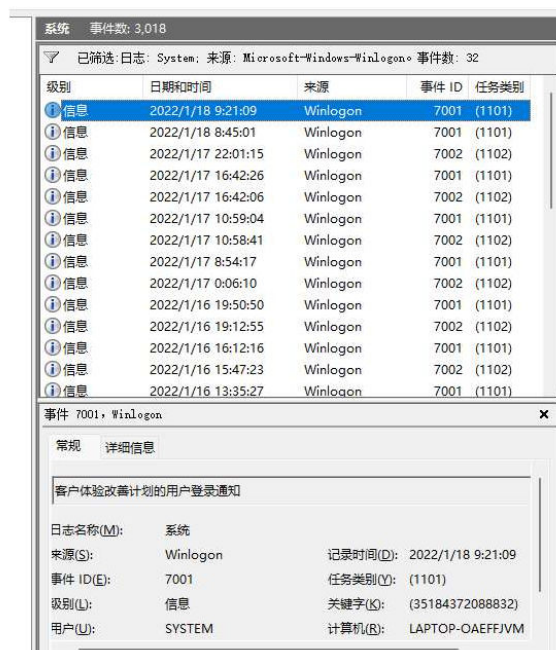 系统 事件数: 3,018
已筛选:日志: System; 来源: Microsoft-Windows-Winlogon。事件数: 32
级别 日期和时间 来源 事件 ID 任务类别
信息 2022/1/18 9:21:09 Winlogon 7001 (1101)
信息 2022/1/18 8:45:01 Winlogon 7001 (1101)
信息 2022/1/17 22:01:15 Winlogon 7002 (1102)
信息 2022/1/17 16:42:26 Winlogon 7001 (1101)
信息 2022/1/17 16:42:06 Winlogon 7002 (1102)
信息 2022/1/17 10:59:04 Winlogon 7001 (1101)
信息 2022/1/17 10:58:41 Winlogon 7002 (1102)
信息 2022/1/17 8:54:17 Winlogon 7001 (1101)
信息 2022/1/17 0:06:10 Winlogon 7002 (1102)
信息 2022/1/16 19:50:50 Winlogon 7001 (1101)
信息 2022/1/16 19:12:55 Winlogon 7002 (1102)
信息 2022/1/16 16:12:16 Winlogon 7001 (1101)
信息 2022/1/16 15:47:23 Winlogon 7002 (1102)
信息 2022/1/16 13:35:27 Winlogon 7001 (1101)
事件 7001，Winlogon
常规 详细信息
客户体验改善计划的用户登录通知
日志名称(M): 系统
来源(S): Winlogon 记录时间(D): 2022/1/18 9:21:09
事件 ID(E): 7001 任务类别(Y): (1101)
级别(L): 信息 关键字(K): (35184372088832)
用户(U): SYSTEM 计算机(R): LAPTOP-OAEFFJVM